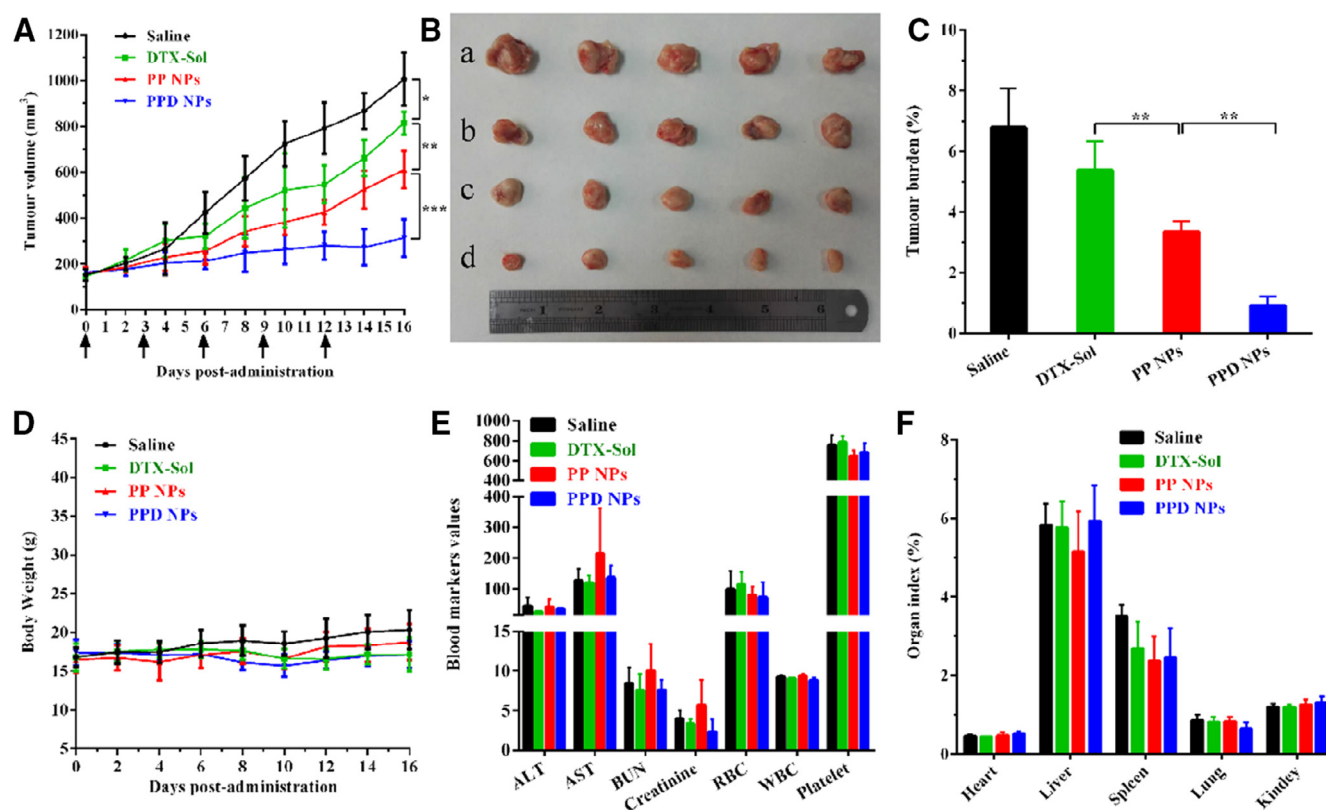 A
1200
1000
800
600
400
200
0
Tumour volume (mm³)
Saline
DTX-Sol
PP NPs
PPD NPs
*
**
***
0 1 2 3 4 5 6 7 8 9 10 11 12 13 14 15 16
Days post-administration
B
a
b
c
d
1 2 3 4 5 6
C
8
6
4
2
0
Tumour burden (%)
** **
Saline DTX-Sol PP NPs PPD NPs
D
45
40
35
30
25
20
15
10
5
Body Weight (g)
Saline
DTX-Sol
PP NPs
PPD NPs
0 2 4 6 8 10 12 14 16
Days post-administration
E
1000
800
600
400
400
300
200
100
15
10
5
0
Blood markers values
Saline
DTX-Sol
PP NPs
PPD NPs
ALT AST BUN Creatinine RBC WBC Platelet
F
8
6
4
2
0
Organ index (%)
Saline
DTX-Sol
PP NPs
PPD NPs
Heart Liver Spleen Lung Kindey